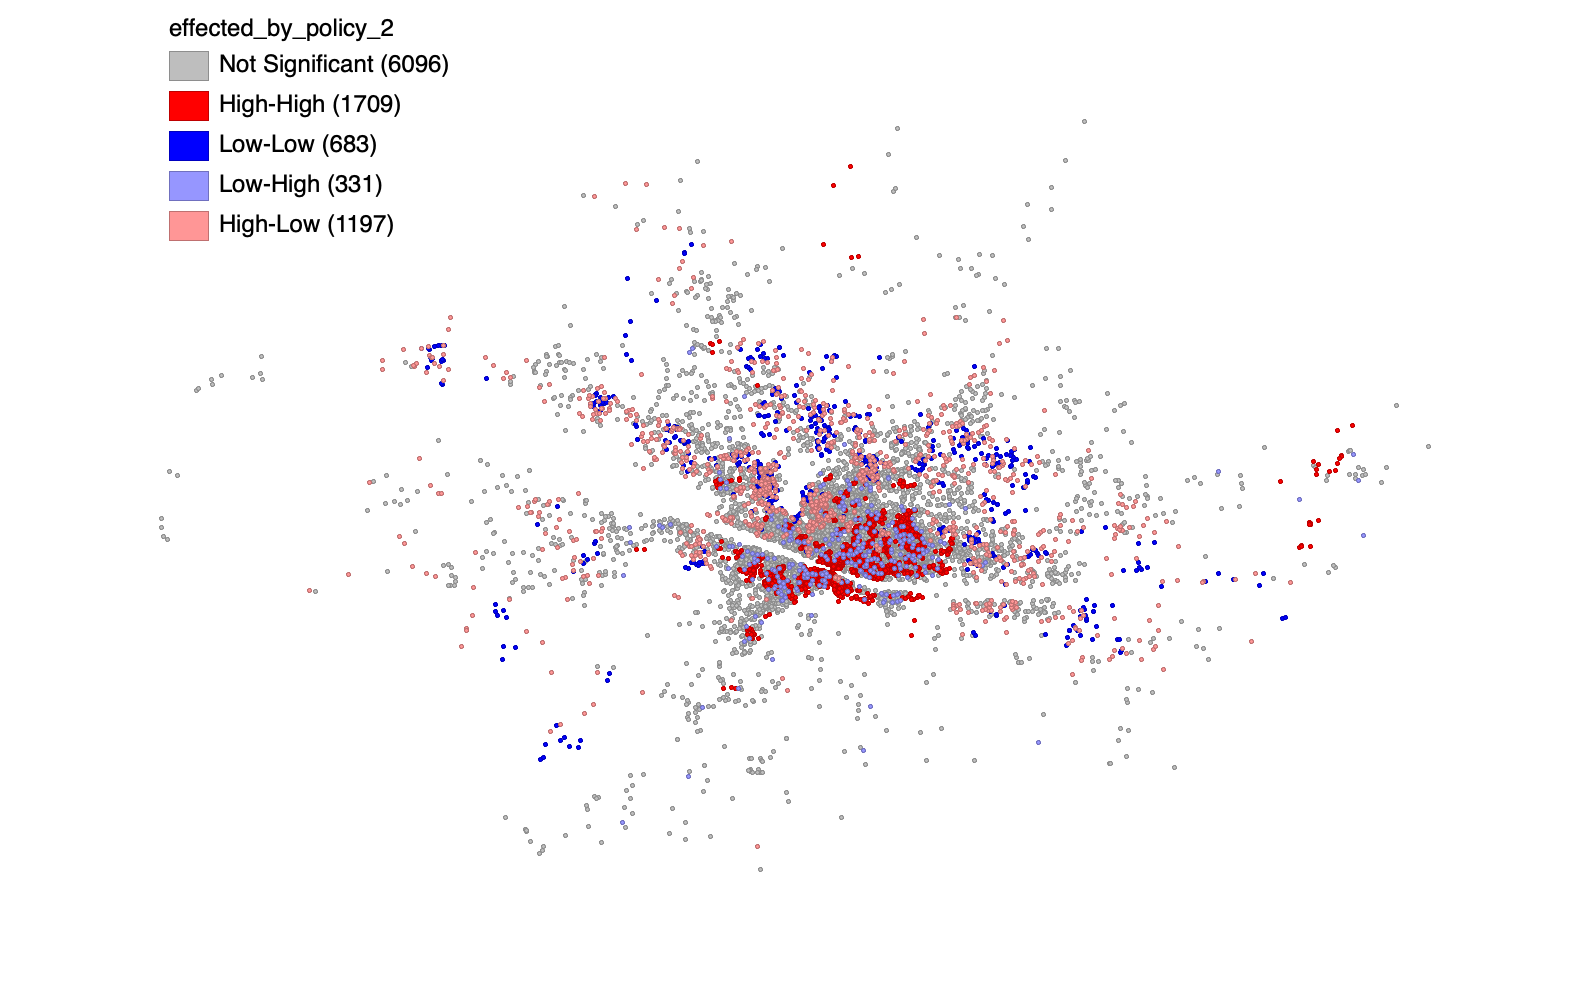 effected_by_policy_2
Not Significant (6096)
High-High (1709)
Low-Low (683)
Low-High (331)
High-Low (1197)